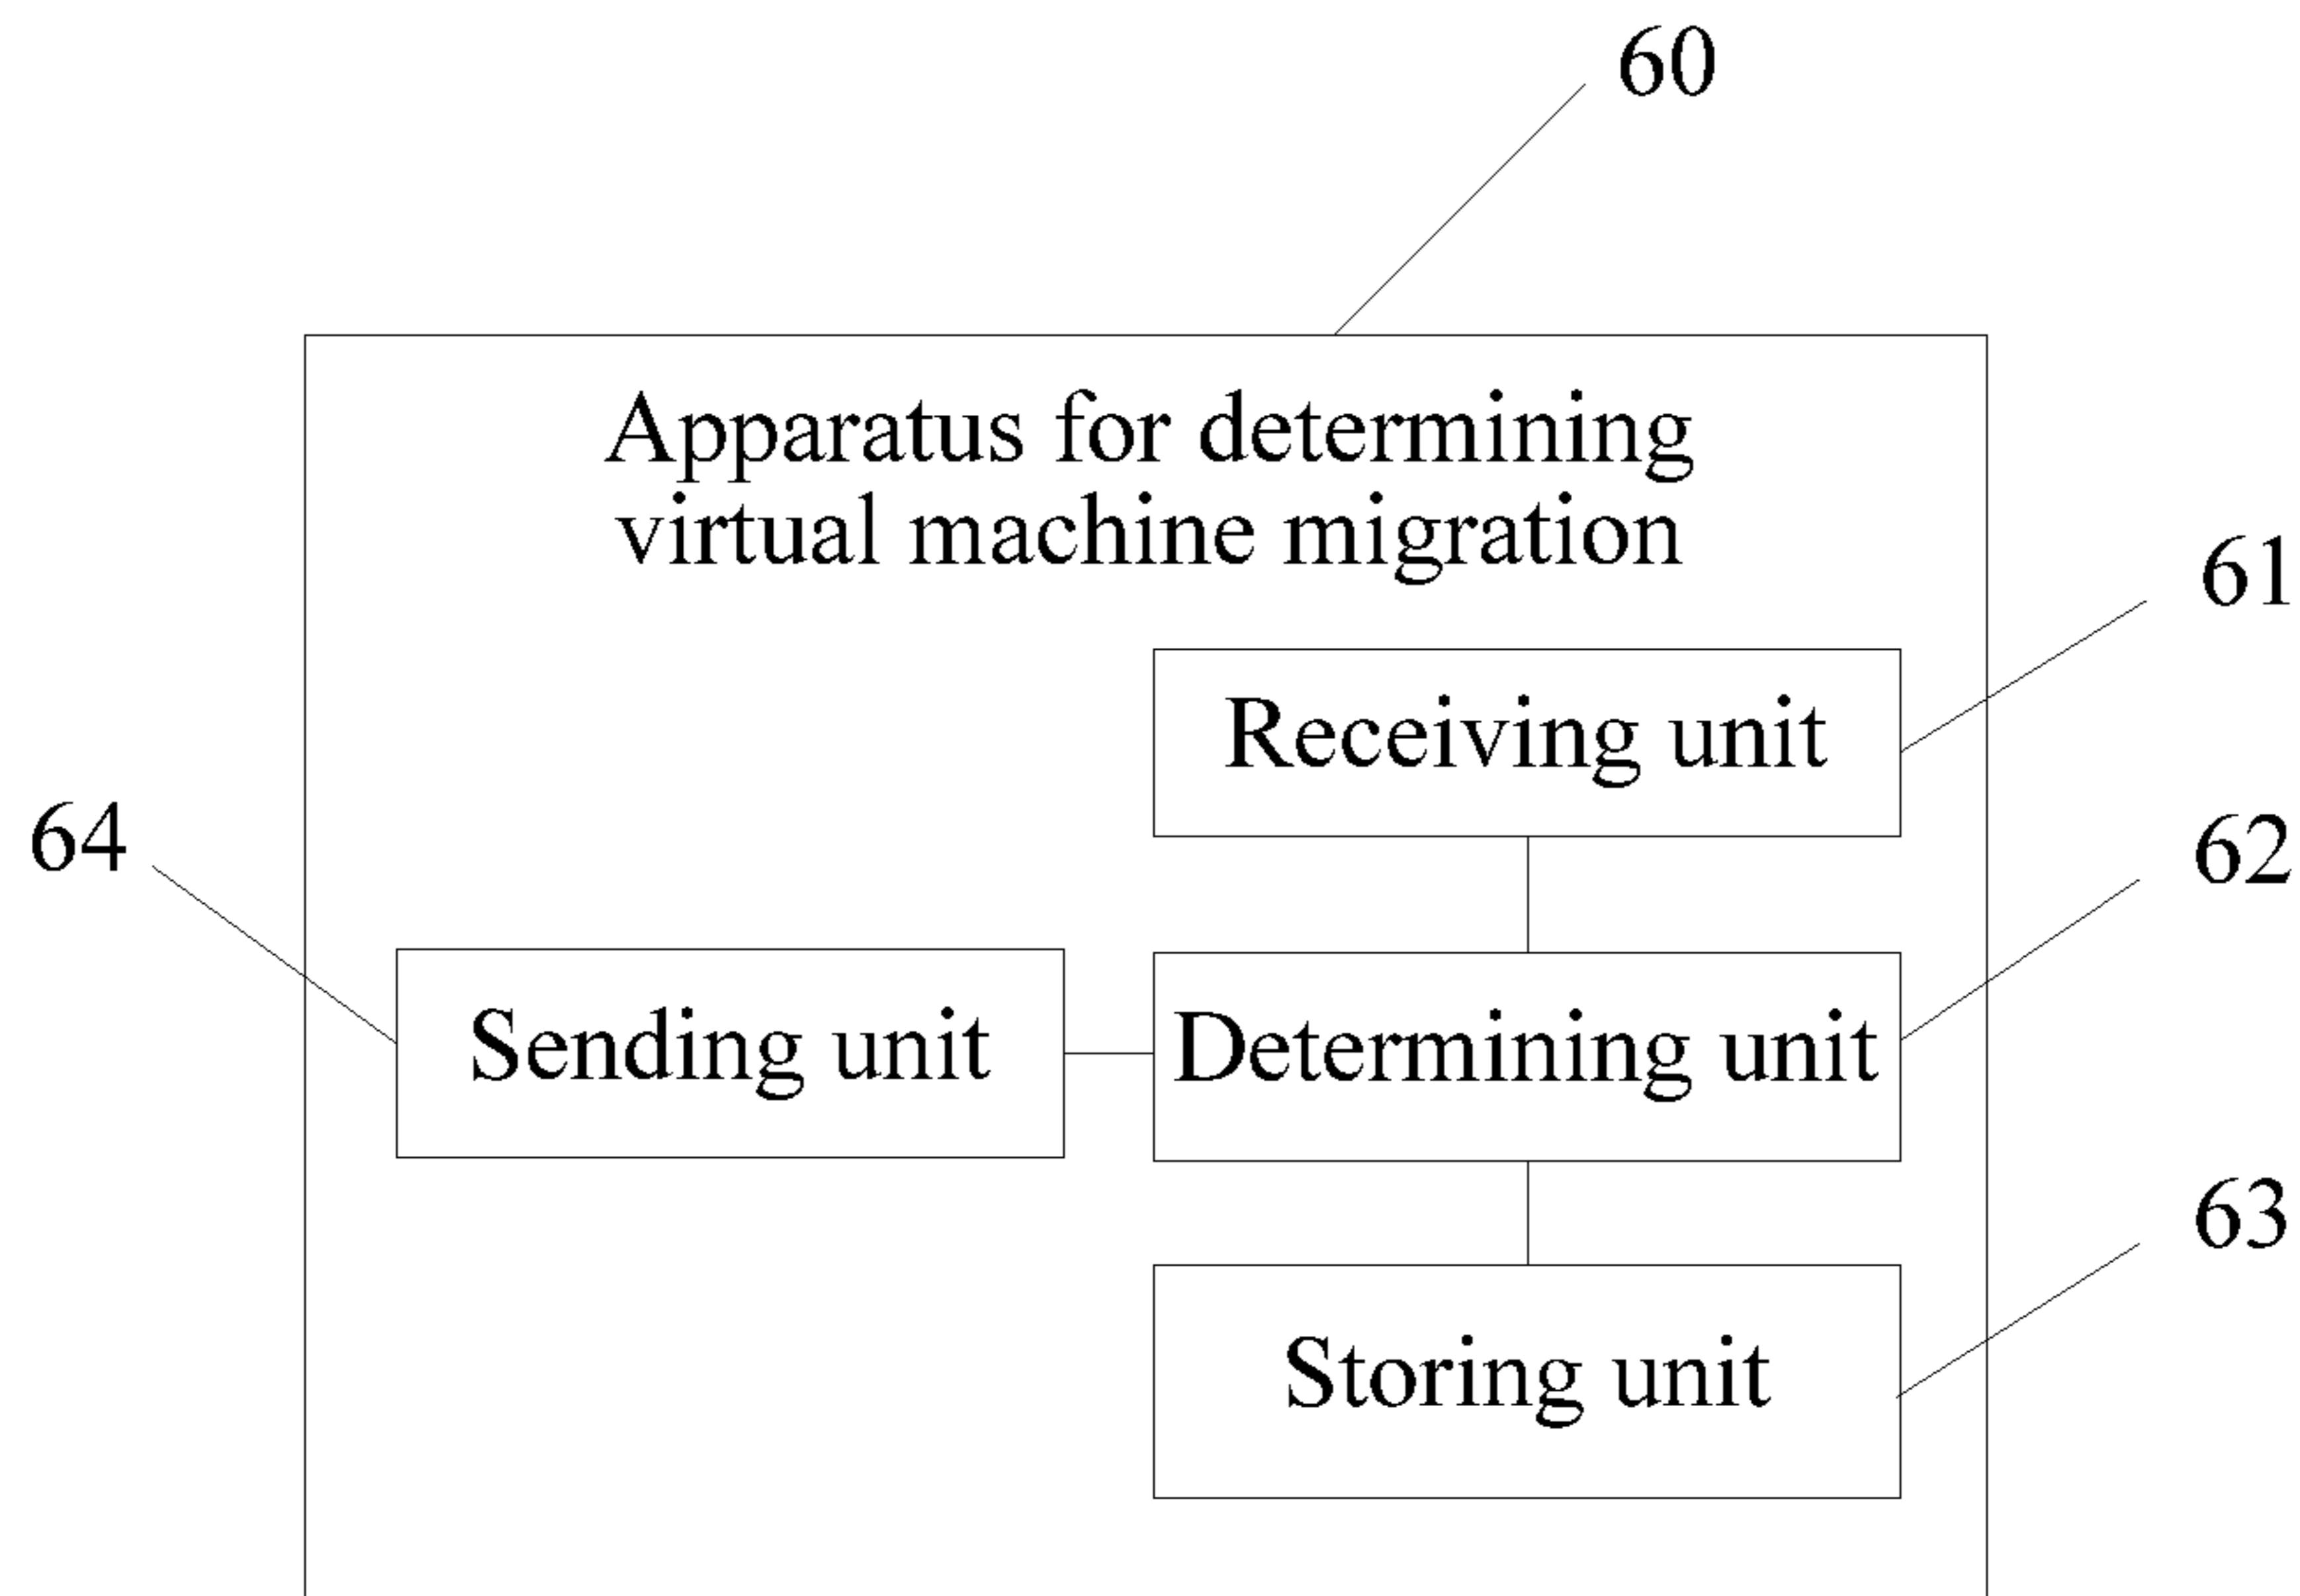 60
Apparatus for determining
virtual machine migration
61
Receiving unit
64
62
Sending unit
Determining unit
63
Storing unit